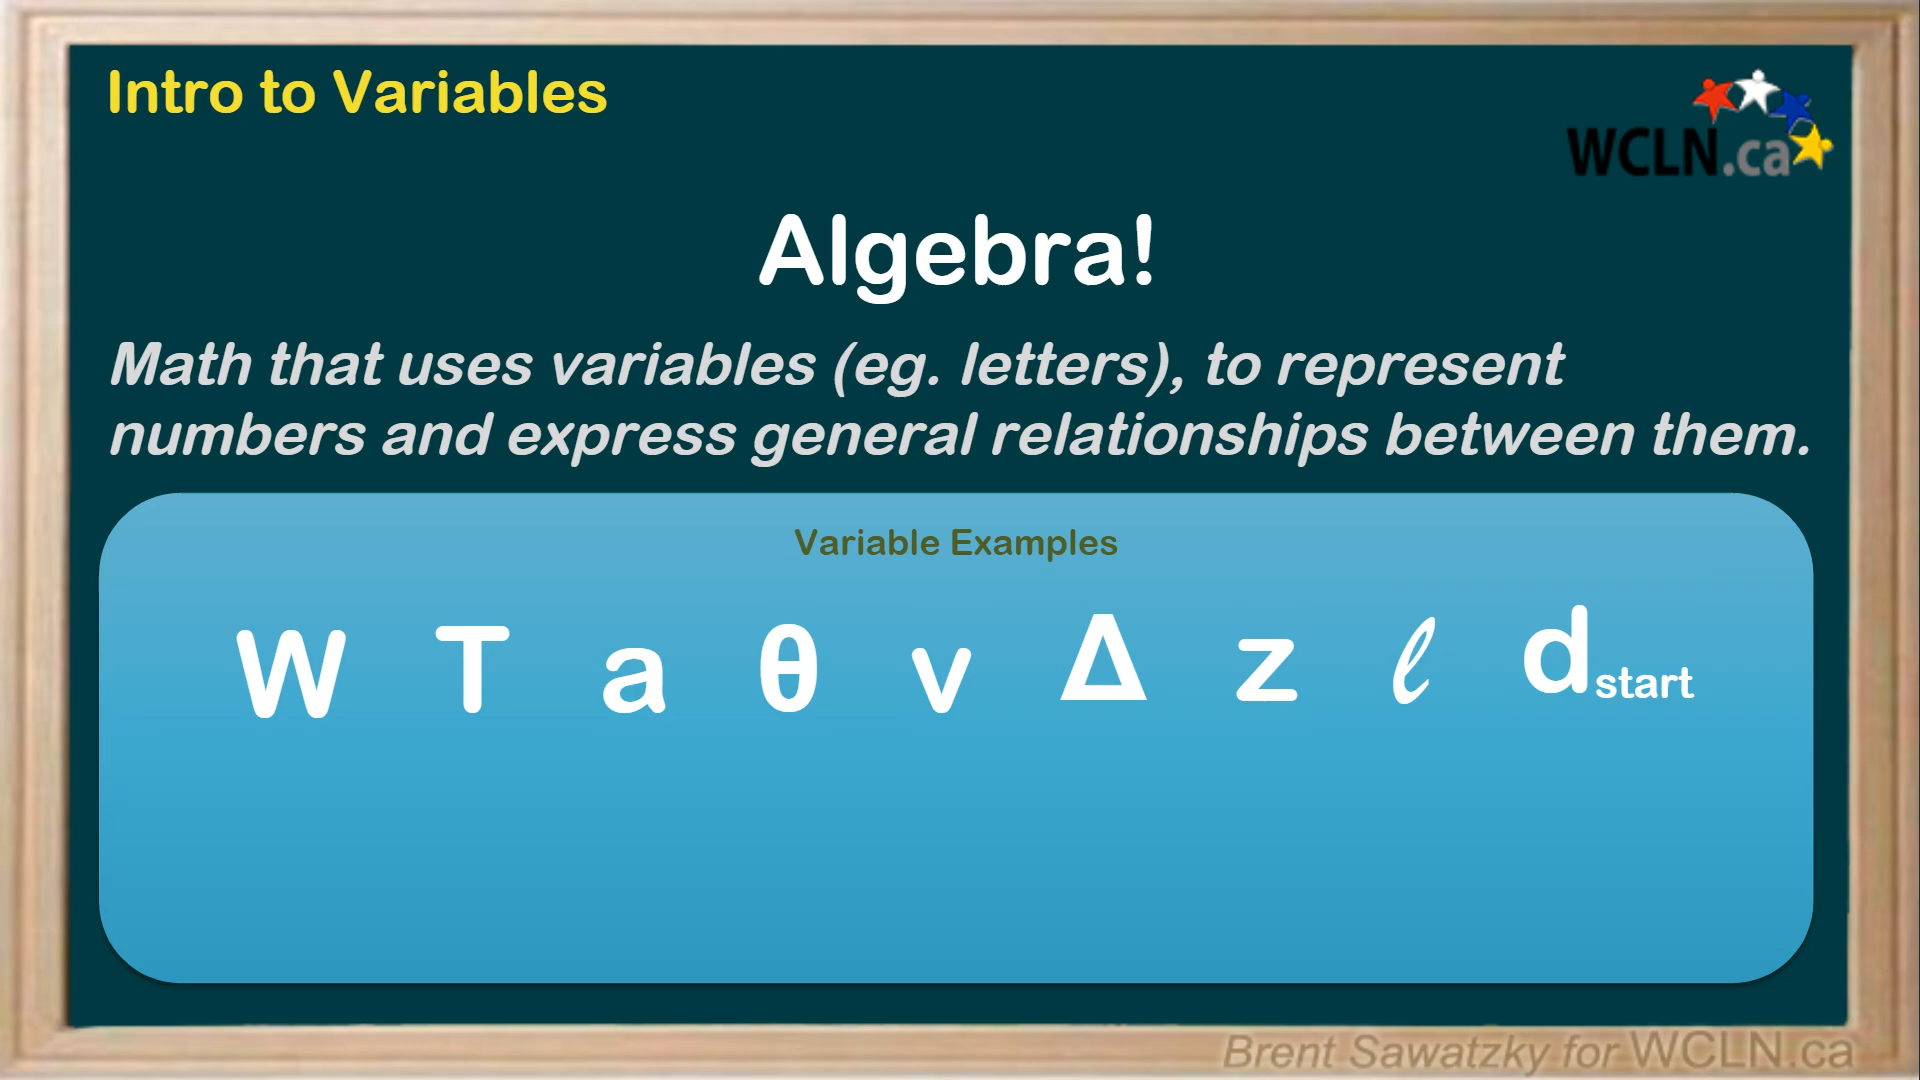 Intro to Variables
WCLN.ca
Algebra!
Math that uses variables (eg. letters), to represent
numbers and express general relationships between them.
Variable Examples
W T a θ v Δ z ℓ d start
Brent Sawatzky for WCLN.ca